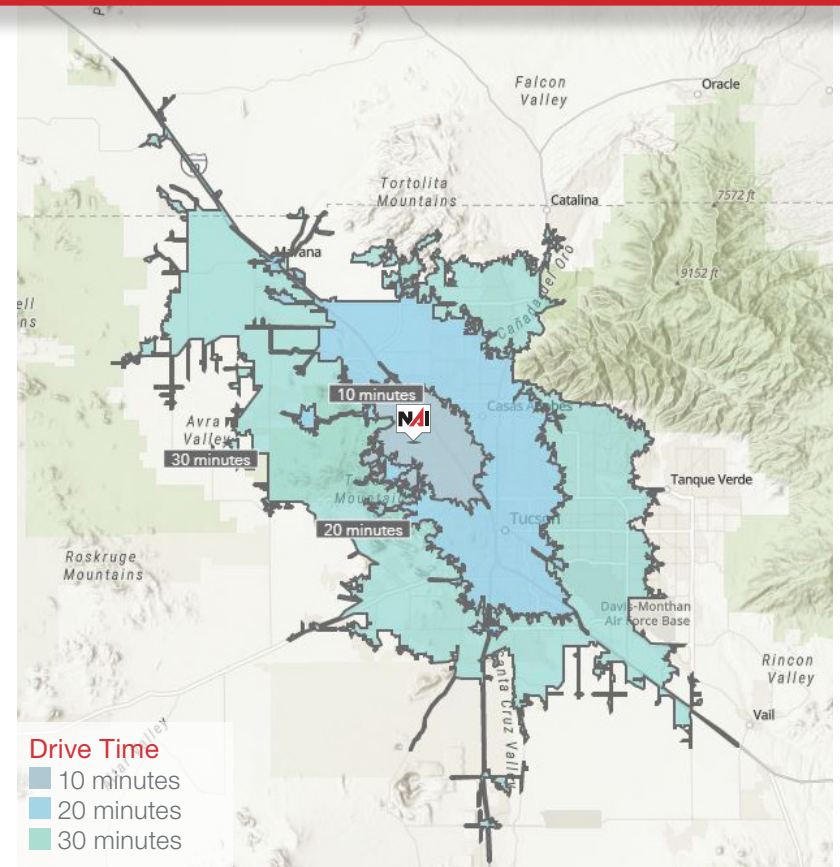 Falcon
Valley
Oracle
Tortolita
Mountains
7572 ft
Catalina
Marana
9152 ft
Cañada del Oro
10 minutes
NAI
Casas Adobes
Avra
Valley
30 minutes
Tanque Verde
20 minutes
Tucson
Roskruge
Mountains
Davis-Monthan
Air Force Base
Santa Cruz Valley
Rincon
Valley
Vail
Drive Time
10 minutes
20 minutes
30 minutes